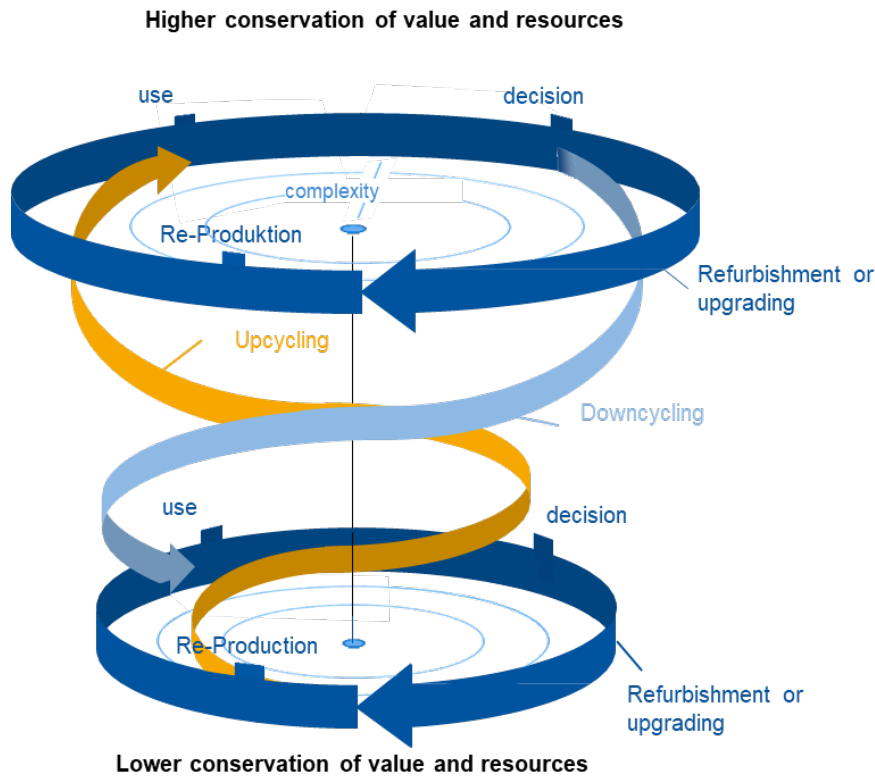 Higher conservation of value and resources
use
decision
complexity
Re-Produktion
Refurbishment or
upgrading
Upcycling
Downcycling
use
decision
Re-Production
Refurbishment or
upgrading
Lower conservation of value and resources